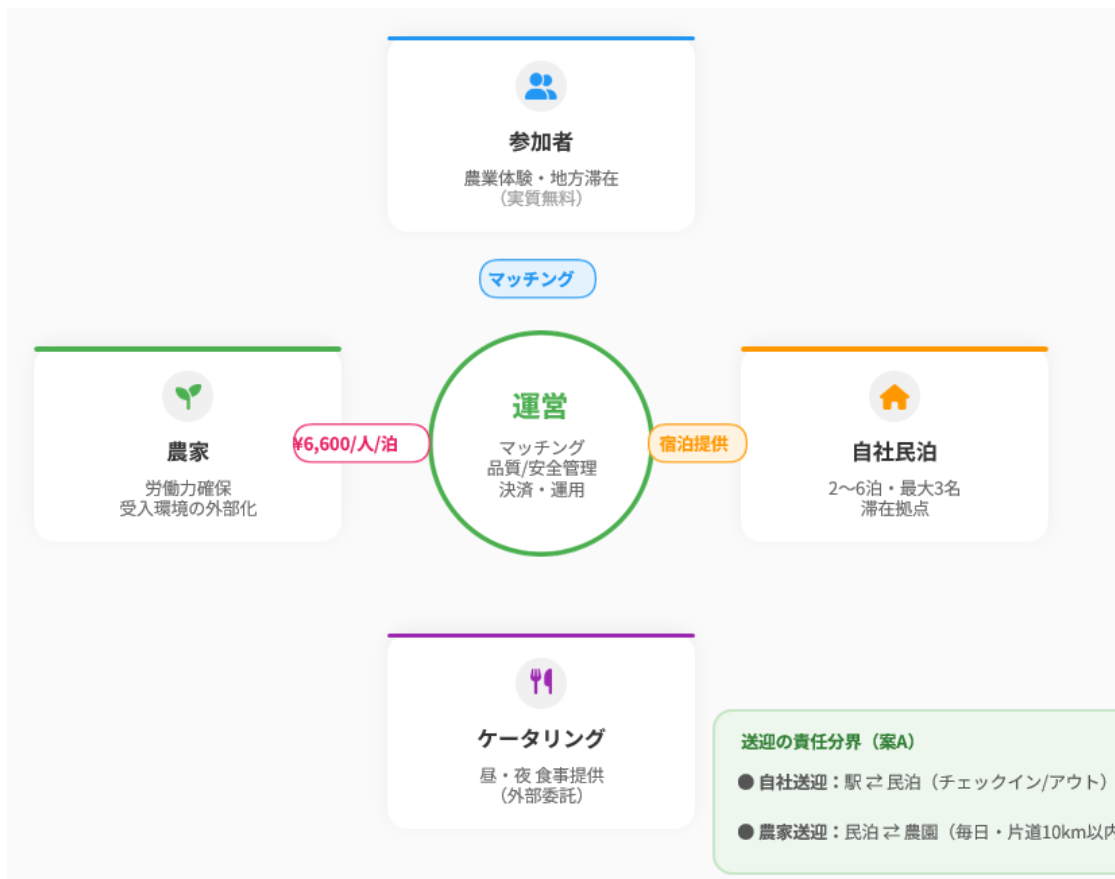 参加者
農業体験・地方滞在
（実質無料）
マッチング
農家
労働力確保
受入環境の外部化
¥6,600/人/泊
運営
マッチング
品質/安全管理
決済・運用
宿泊提供
自社民泊
2〜6泊・最大3名
滞在拠点
ケータリング
昼・夜 食事提供
（外部委託）
送迎の責任分界（案A）
● 自社送迎：駅 ⇄ 民泊（チェックイン/アウト）
● 農家送迎：民泊 ⇄ 農園（毎日・片道10km以内